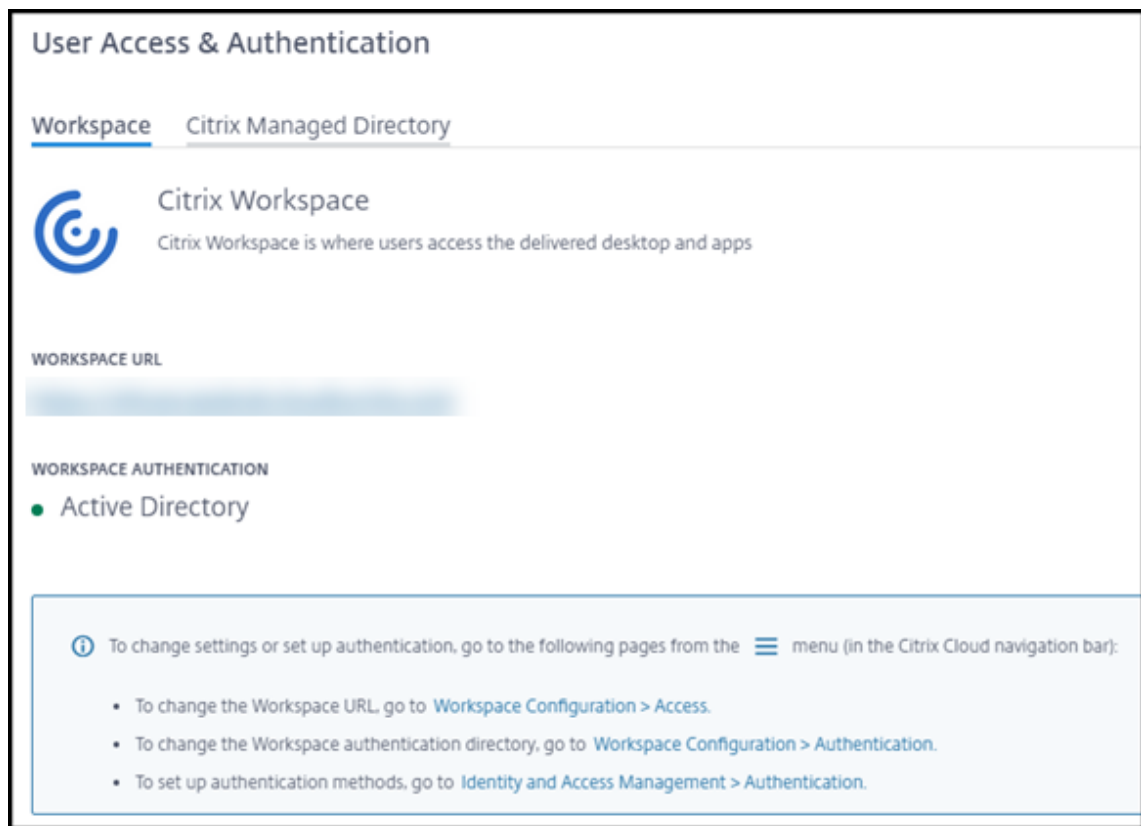 User Access & Authentication
Workspace Citrix Managed Directory
Citrix Workspace
Citrix Workspace is where users access the delivered desktop and apps
WORKSPACE URL
WORKSPACE AUTHENTICATION
Active Directory
To change settings or set up authentication, go to the following pages from the menu (in the Citrix Cloud navigation bar):
• To change the Workspace URL, go to Workspace Configuration > Access.
• To change the Workspace authentication directory, go to Workspace Configuration > Authentication.
• To set up authentication methods, go to Identity and Access Management > Authentication.